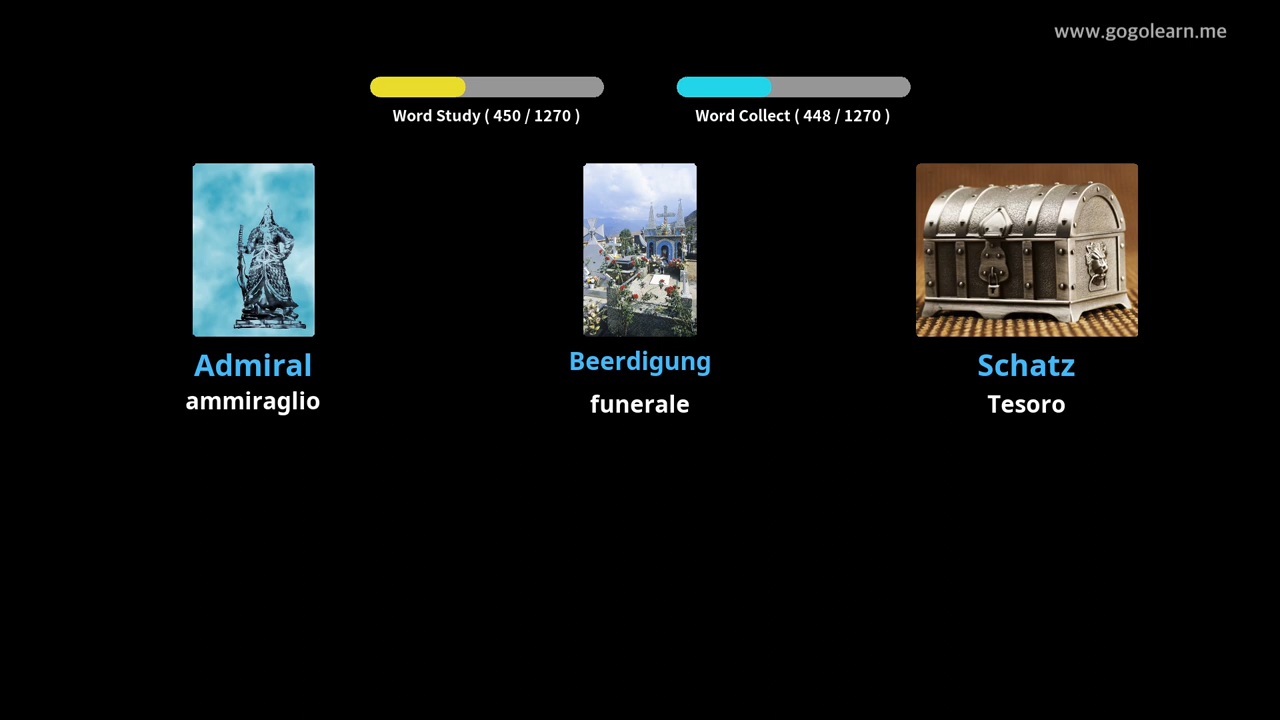 www.gogolearn.me
Word Study ( 450 / 1270 )
Word Collect ( 448 / 1270 )
Admiral
ammiraglio
Beerdigung
funerale
Schatz
Tesoro